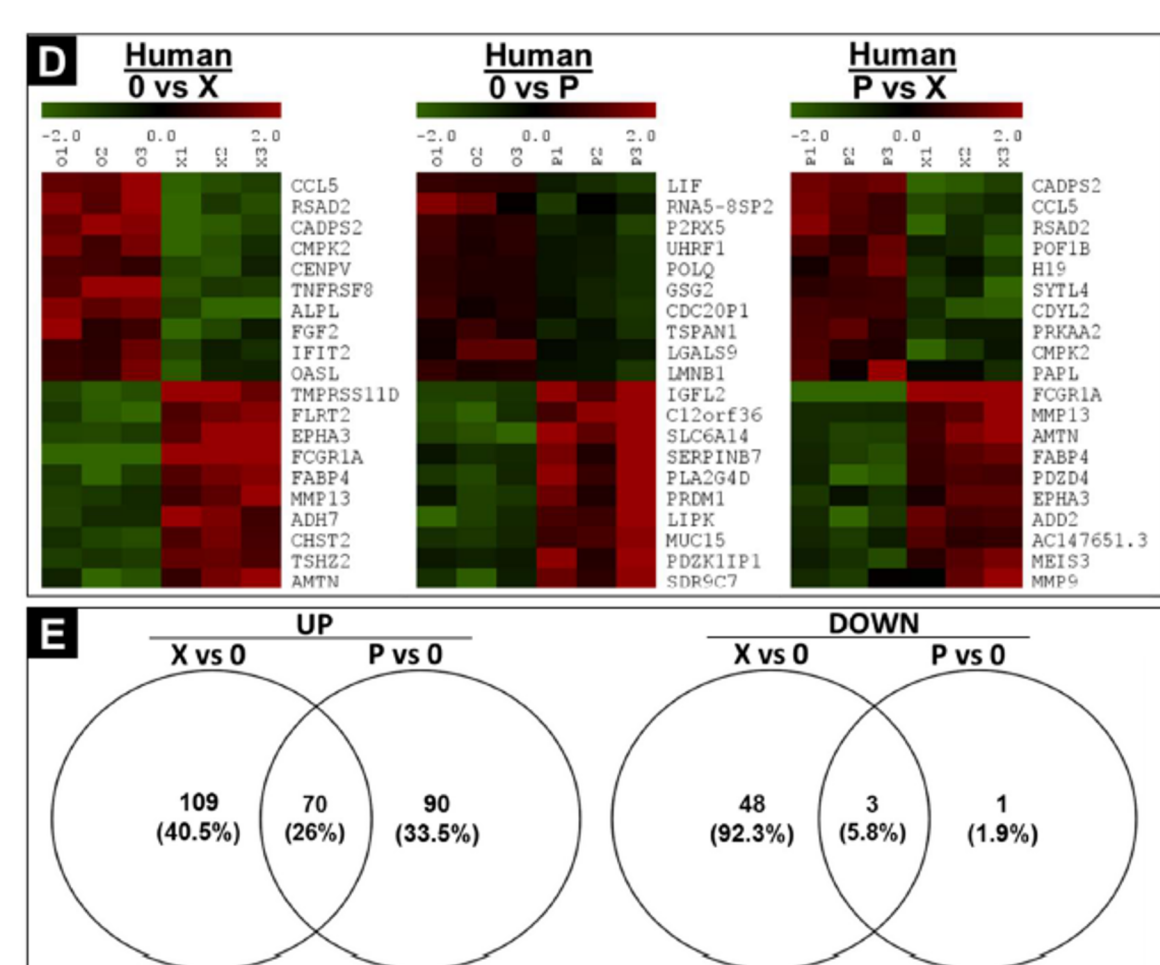 D
Human
0 vs X
-2.0 0.0 2.0
O1 O2 O3 X1 X2 X3
CCL5
RSAD2
CADPS2
CMPK2
CENPV
TNFRSF8
ALPL
FGF2
IFIT2
OASL
TMPRSS11D
FLRT2
EPHA3
FCGR1A
FABP4
MMP13
ADH7
CHST2
TSHZ2
AMTN
Human
0 vs P
-2.0 0.0 2.0
O1 O2 O3 P1 P2 P3
LIF
RNA5-8SP2
P2RX5
UHRF1
POLQ
GSG2
CDC20P1
TSPAN1
LGALS9
LMNB1
IGFL2
C12orf36
SLC6A14
SERPINB7
PLA2G4D
PRDM1
LIPK
MUC15
PDZK1IP1
SDR9C7
Human
P vs X
-2.0 0.0 2.0
P1 P2 P3 X1 X2 X3
CADPS2
CCL5
RSAD2
POF1B
H19
SYTL4
CDYL2
PRKAA2
CMPK2
PAPL
FCGR1A
MMP13
AMTN
FABP4
PDZD4
EPHA3
ADD2
AC147651.3
MEIS3
MMP9
E
UP
X vs 0 P vs 0
109 70 90
(40.5%) (26%) (33.5%)
DOWN
X vs 0 P vs 0
48 3 1
(92.3%) (5.8%) (1.9%)